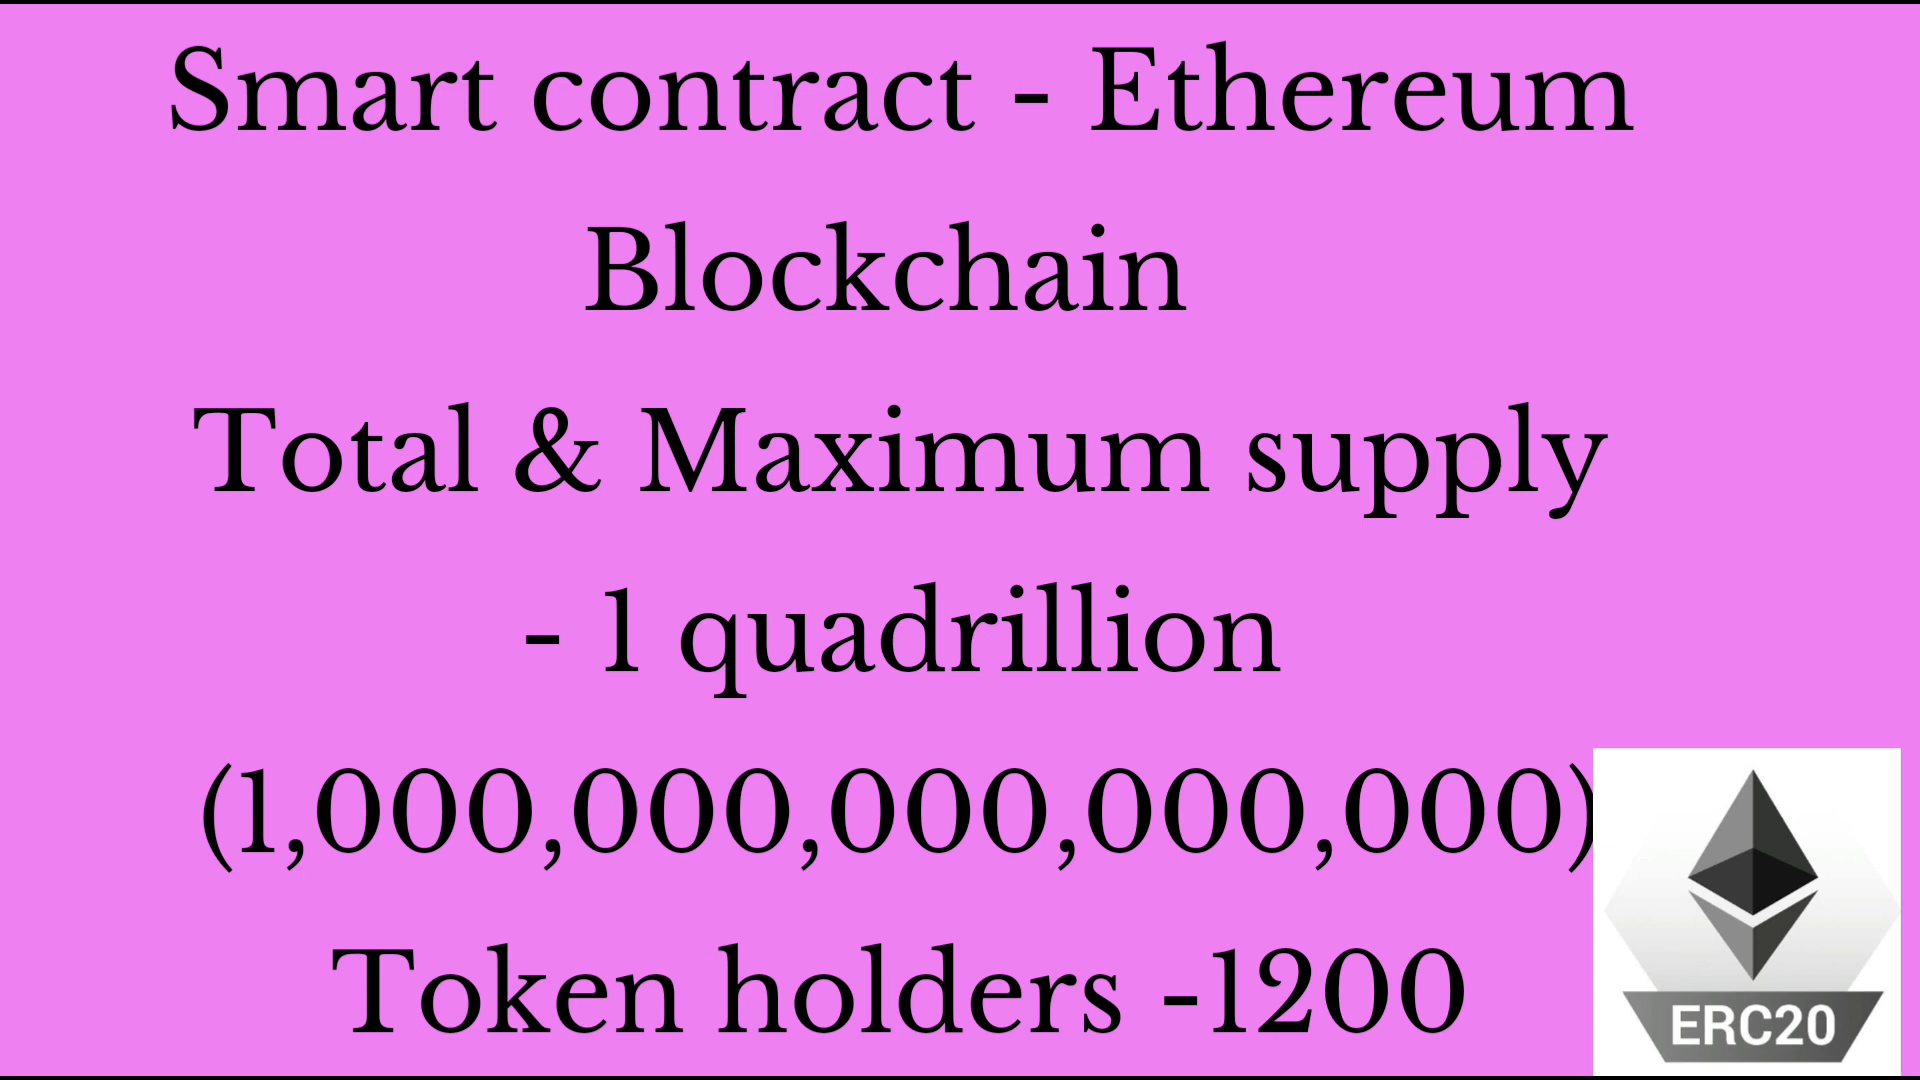 Smart contract - Ethereum
Blockchain
Total & Maximum supply
- 1 quadrillion
(1,000,000,000,000,000)
Token holders -1200
ERC20